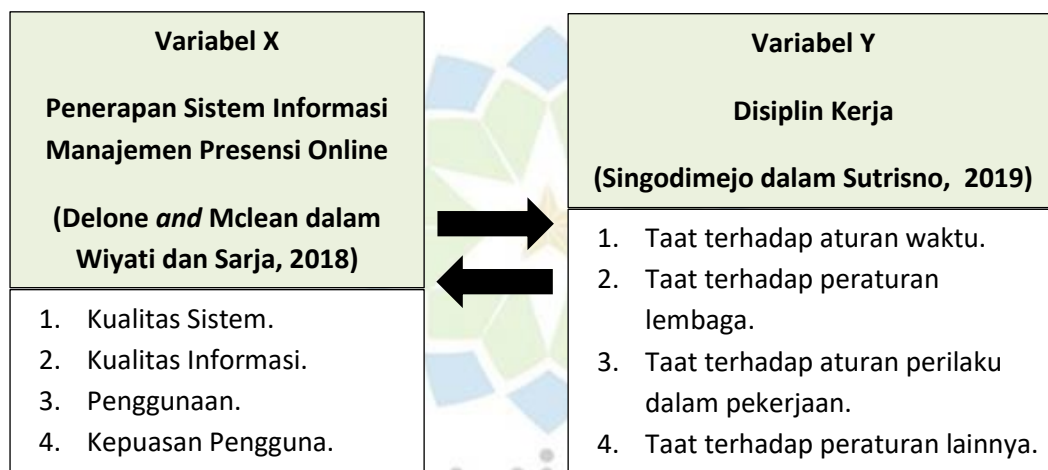 Variabel X
Penerapan Sistem Informasi
Manajemen Presensi Online
(Delone and Mclean dalam
Wiyati dan Sarja, 2018)
1. Kualitas Sistem.
2. Kualitas Informasi.
3. Penggunaan.
4. Kepuasan Pengguna.
Variabel Y
Disiplin Kerja
(Singodimejo dalam Sutrisno, 2019)
1. Taat terhadap aturan waktu.
2. Taat terhadap peraturan
lembaga.
3. Taat terhadap aturan perilaku
dalam pekerjaan.
4. Taat terhadap peraturan lainnya.